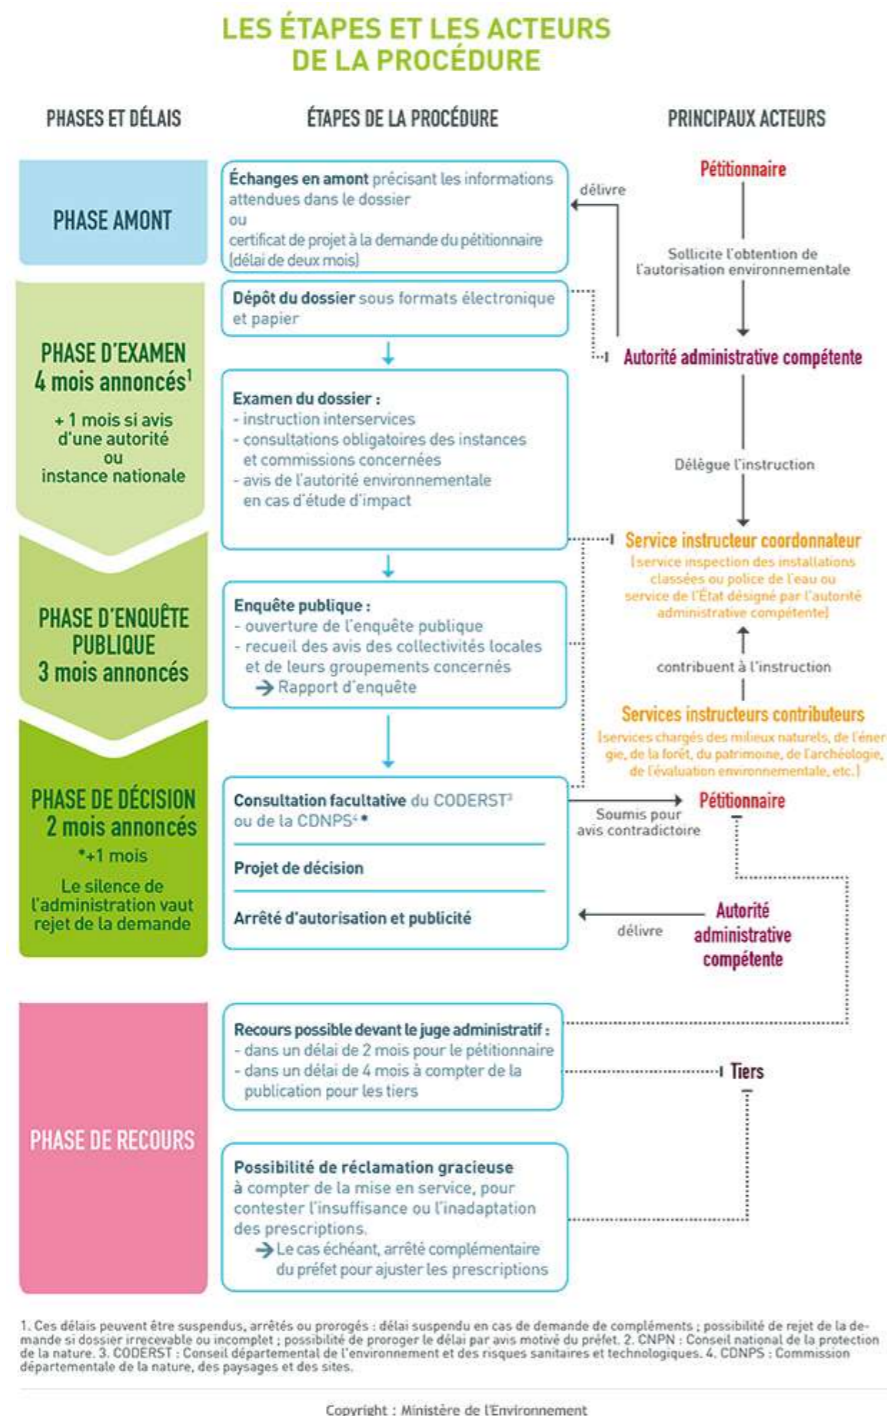 LES ÉTAPES ET LES ACTEURS
DE LA PROCÉDURE
PHASES ET DÉLAIS
ÉTAPES DE LA PROCÉDURE
PRINCIPAUX ACTEURS
PHASE AMONT
Échanges en amont précisant les informations
attendues dans le dossier
ou
certificat de projet à la demande du pétitionnaire
(délai de deux mois)
délivre
Pétitionnaire
Sollicite l'obtention de
l'autorisation environnementale
PHASE D'EXAMEN
4 mois annoncés¹
+ 1 mois si avis
d'une autorité
ou
instance nationale
Dépôt du dossier sous formats électronique
et papier
Autorité administrative compétente
Examen du dossier :
- instruction interservices
- consultations obligatoires des instances
et commissions concernées
- avis de l'autorité environnementale
en cas d'étude d'impact
Délègue l'instruction
Service instructeur coordonnateur
(service inspection des installations
classées ou police de l'eau ou
service de l'État désigné par l'autorité
administrative compétente)
PHASE D'ENQUÊTE
PUBLIQUE
3 mois annoncés
Enquête publique :
- ouverture de l'enquête publique
- recueil des avis des collectivités locales
et de leurs groupements concernés
→ Rapport d'enquête
contribuent à l'instruction
Services instructeurs contributeurs
(services chargés des milieux naturels, de l'éner
gie, de la forêt, du patrimoine, de l'archéologie,
de l'évaluation environnementale, etc.)
PHASE DE DÉCISION
2 mois annoncés
*+1 mois
Le silence de
l'administration vaut
rejet de la demande
Consultation facultative du CODERST³
ou de la CDNPS⁴ *
Projet de décision
Arrêté d'autorisation et publicité
Soumis pour
avis contradictoire
Pétitionnaire
délivre
Autorité
administrative
compétente
PHASE DE RECOURS
Recours possible devant le juge administratif :
- dans un délai de 2 mois pour le pétitionnaire
- dans un délai de 4 mois à compter de la
publication pour les tiers
Tiers
Possibilité de réclamation gracieuse
à compter de la mise en service, pour
contester l'insuffisance ou l'inadaptation
des prescriptions.
→ Le cas échéant, arrêté complémentaire
du préfet pour ajuster les prescriptions
1. Ces délais peuvent être suspendus, arrêtés ou prorogés : délai suspendu en cas de demande de compléments ; possibilité de rejet de la de-
mande si dossier irrecevable ou incomplet ; possibilité de proroger le délai par avis motivé du préfet. 2. CNPN : Conseil national de la protection
de la nature. 3. CODERST : Conseil départemental de l'environnement et des risques sanitaires et technologiques. 4. CDNPS : Commission
départementale de la nature, des paysages et des sites.
Copyright : Ministère de l'Environnement